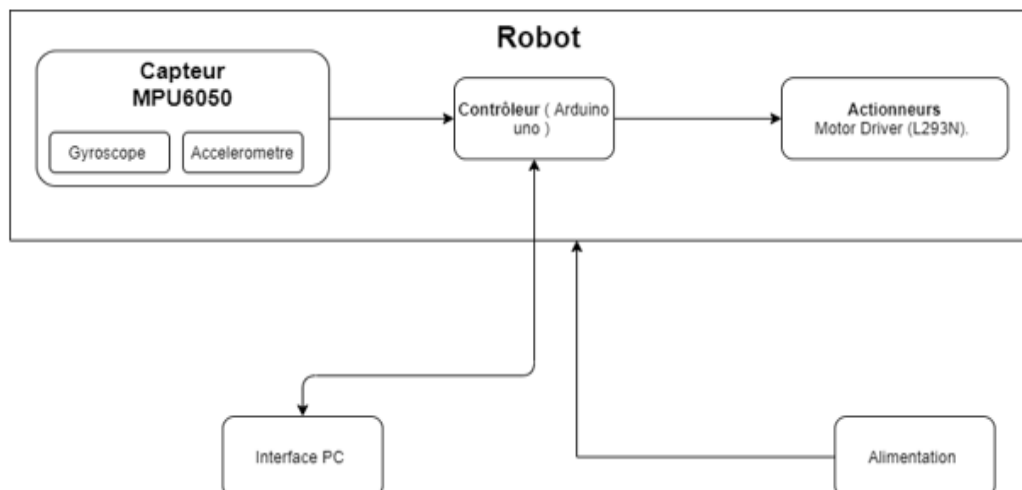 Robot
Capteur
MPU6050
Gyroscope
Accelerometre
Contrôleur ( Arduino
uno )
Actionneurs
Motor Driver (L293N).
Interface PC
Alimentation